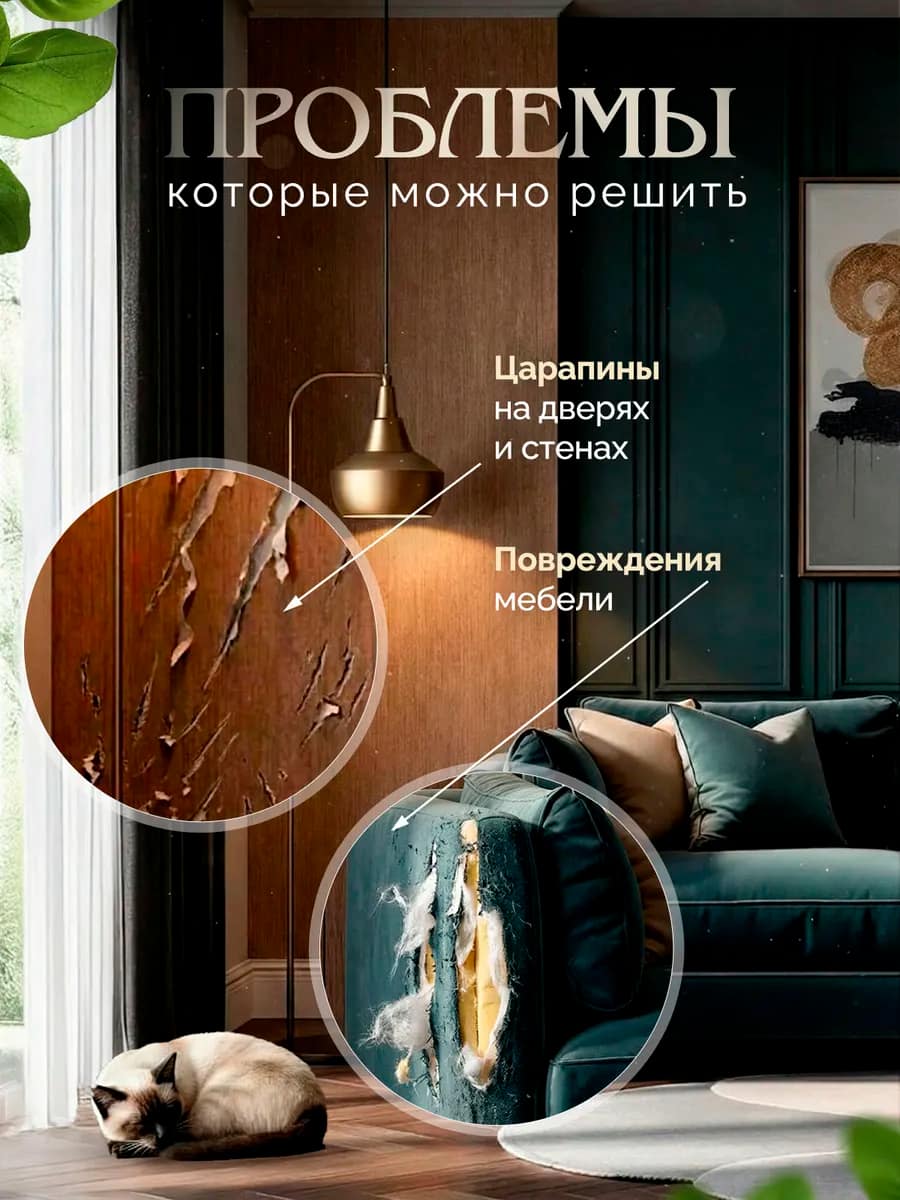 ПРОБЛЕМЫ
которые можно решить
Царапины
на дверях
и стенах
Повреждения
мебели